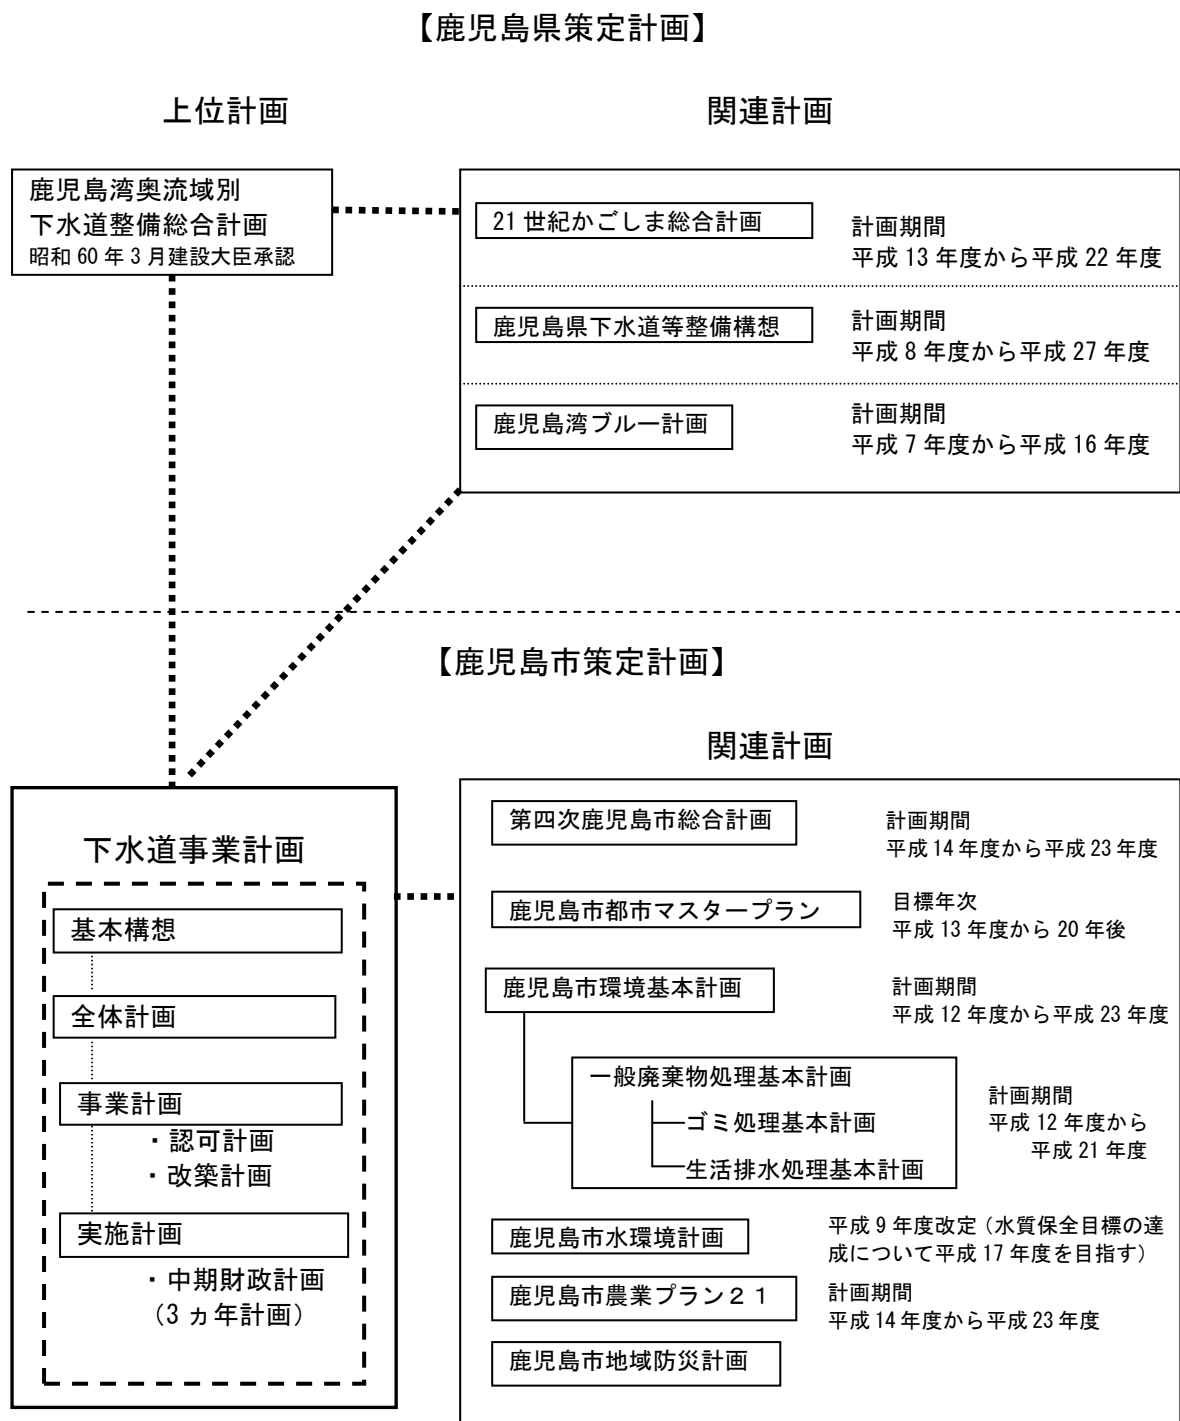 【鹿児島県策定計画】
上位計画
関連計画
鹿児島湾奥流域別
下水道整備総合計画
昭和 60 年 3 月建設大臣承認
21 世紀かごしま総合計画
計画期間
平成 13 年度から平成 22 年度
鹿児島県下水道等整備構想
計画期間
平成 8 年度から平成 27 年度
鹿児島湾ブルー計画
計画期間
平成 7 年度から平成 16 年度
【鹿児島市策定計画】
関連計画
下水道事業計画
基本構想
全体計画
事業計画
・認可計画
・改築計画
実施計画
・中期財政計画
（3 ヵ年計画）
第四次鹿児島市総合計画
計画期間
平成 14 年度から平成 23 年度
鹿児島市都市マスタープラン
目標年次
平成 13 年度から 20 年後
鹿児島市環境基本計画
計画期間
平成 12 年度から平成 23 年度
一般廃棄物処理基本計画
ゴミ処理基本計画
生活排水処理基本計画
計画期間
平成 12 年度から
平成 21 年度
鹿児島市水環境計画
平成 9 年度改定（水質保全目標の達
成について平成 17 年度を目指す）
鹿児島市農業プラン２１
計画期間
平成 14 年度から平成 23 年度
鹿児島市地域防災計画